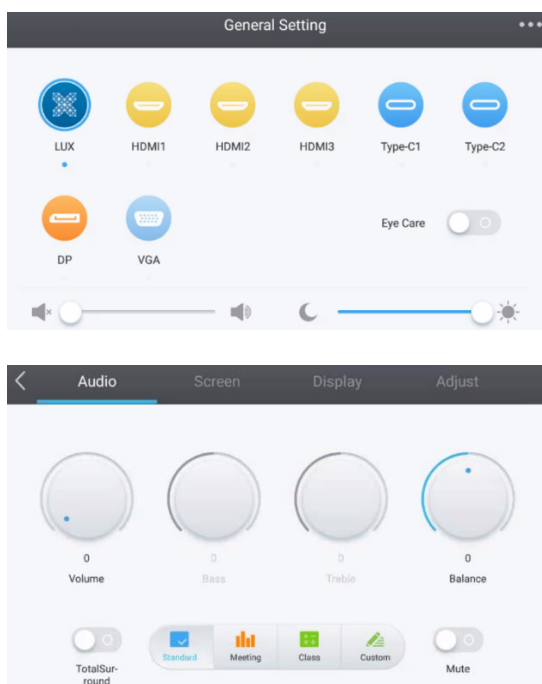 General Setting
LUX HDMI1 HDMI2 HDMI3 Type-C1 Type-C2
DP VGA Eye Care
Audio Screen Display Adjust
0 0 0 0
Volume Bass Treble Balance
Standard Meeting Class Custom
TotalSur-
round
Mute